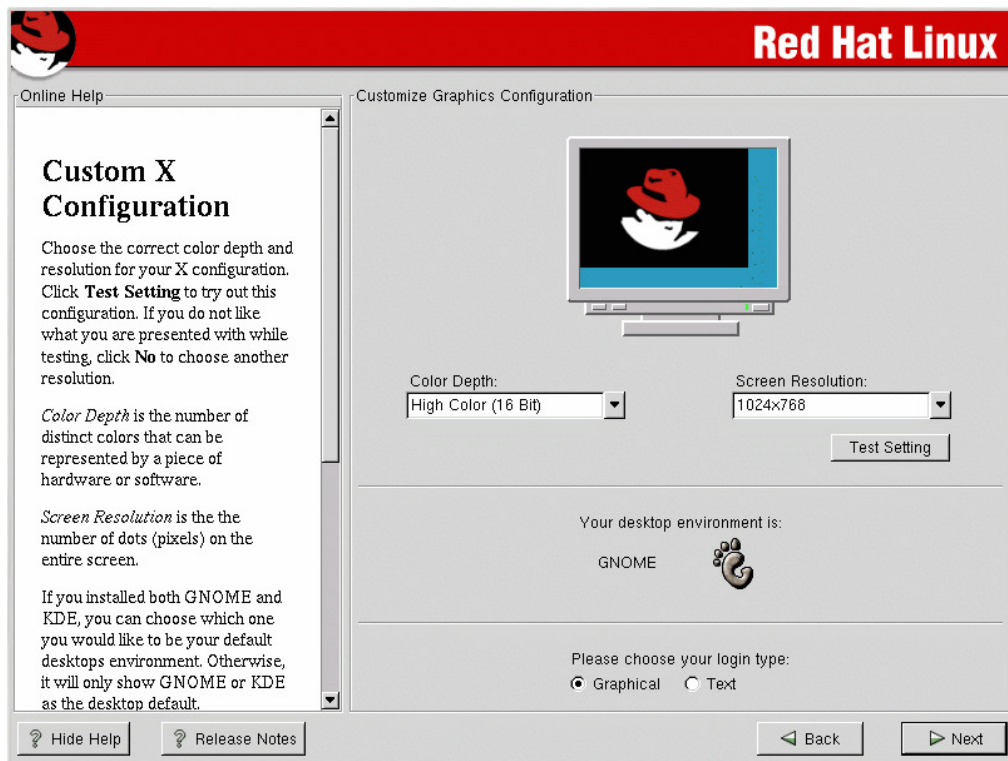 Red Hat Linux
Online Help
Custom X
Configuration
Choose the correct color depth and
resolution for your X configuration.
Click Test Setting to try out this
configuration. If you do not like
what you are presented with while
testing, click No to choose another
resolution.
Color Depth is the number of
distinct colors that can be
represented by a piece of
hardware or software.
Screen Resolution is the the
number of dots (pixels) on the
entire screen.
If you installed both GNOME and
KDE, you can choose which one
you would like to be your default
desktops environment. Otherwise,
it will only show GNOME or KDE
as the desktop default.
Customize Graphics Configuration
Color Depth:
High Color (16 Bit)
Screen Resolution:
1024x768
Test Setting
Your desktop environment is:
GNOME
Please choose your login type:
Graphical
Text
Hide Help
Release Notes
Back
Next